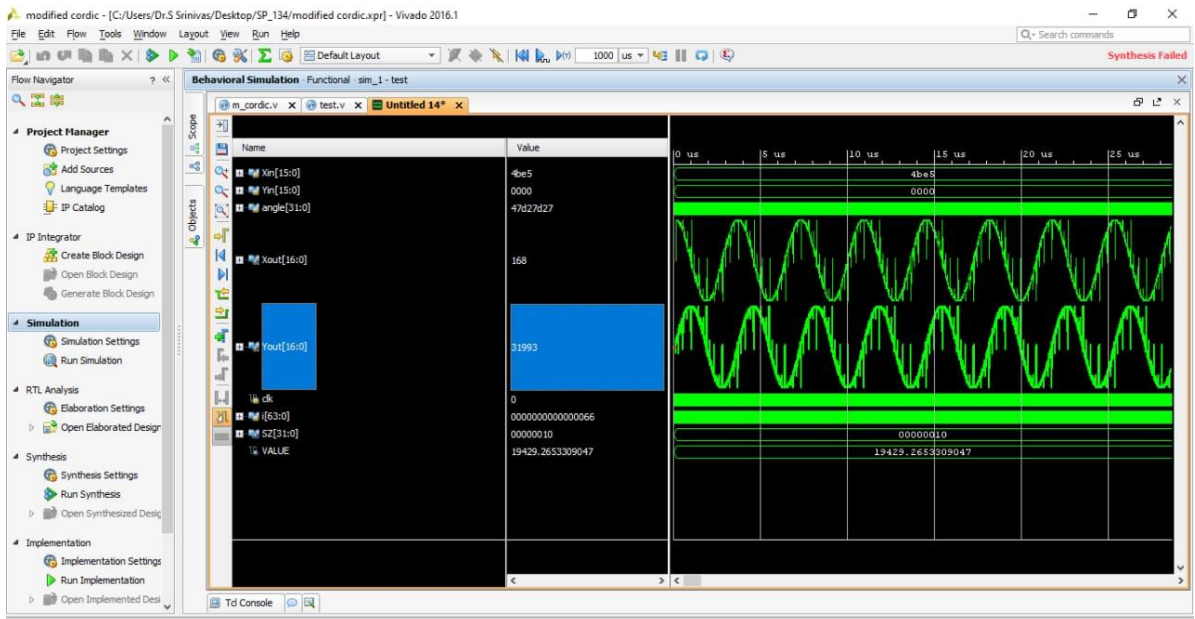 modified cordic - [C:/Users/Dr.S Srinivas/Desktop/SP_134/modified cordic.xpr] - Vivado 2016.1
File Edit Flow Tools Window Layout View Run Help
Q- Search commands
Default Layout
1000 us
Synthesis Failed
Flow Navigator
Behavioral Simulation - Functional - sim_1 - test
m_cordic.v
test.v
Untitled 14*
Scope
Objects
Project Manager
Project Settings
Add Sources
Language Templates
IP Catalog
IP Integrator
Create Block Design
Open Block Design
Generate Block Design
Simulation
Simulation Settings
Run Simulation
RTL Analysis
Elaboration Settings
Open Elaborated Design
Synthesis
Synthesis Settings
Run Synthesis
Open Synthesized Desig
Implementation
Implementation Settings
Run Implementation
Open Implemented Desi
Name Value
0 us 5 us 10 us 15 us 20 us 25 us
Xin[15:0] 4be5 4be5
Yin[15:0] 0000 0000
angle[31:0] 47d27d27
Xout[16:0] 168
Yout[16:0] 31993
clk 0
i[63:0] 0000000000000066
SZ[31:0] 00000010 00000010
VALUE 19429.2653309047 19429.2653309047
Tcl Console